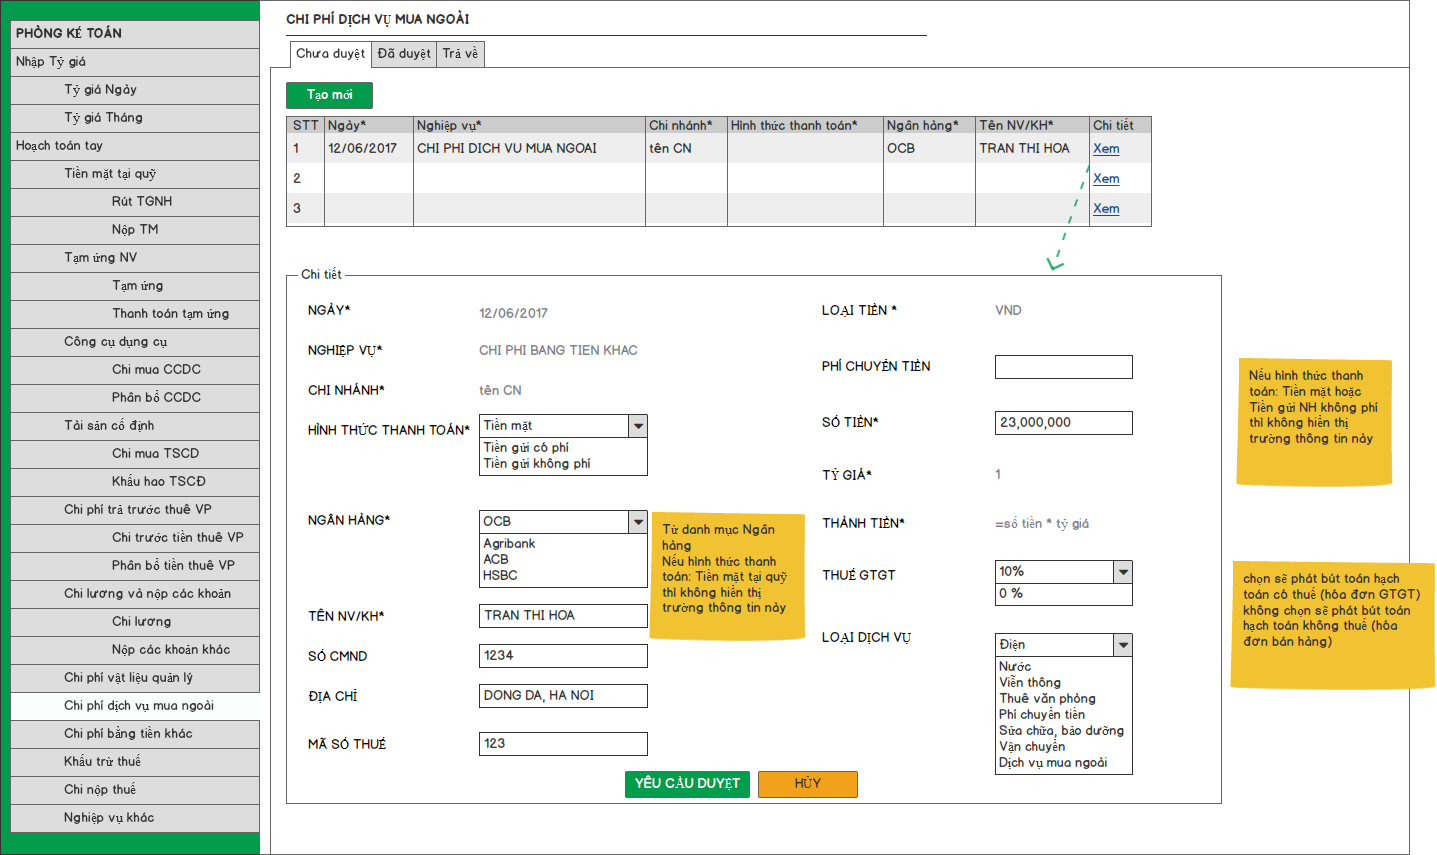 PHÒNG KẾ TOÁN
Nhập Tỷ giá
Tỷ giá Ngày
Tỷ giá Tháng
Hoạch toán tay
Tiền mặt tại quỹ
Rút TGNH
Nộp TM
Tạm ứng NV
Tạm ứng
Thanh toán tạm ứng
Công cụ dụng cụ
Chi mua CCDC
Phân bổ CCDC
Tài sản cố định
Chi mua TSCD
Khấu hao TSCĐ
Chi phí trả trước thuê VP
Chi trước tiền thuê VP
Phân bổ tiền thuê VP
Chi lương và nộp các khoản
Chi lương
Nộp các khoản khác
Chi phí vật liệu quản lý
Chi phí dịch vụ mua ngoài
Chi phí bằng tiền khác
Khấu trừ thuế
Chi nộp thuế
Nghiệp vụ khác
CHI PHÍ DỊCH VỤ MUA NGOÀI
Chưa duyệt Đã duyệt Trả về
Tạo mới
STT Ngày* Nghiệp vụ* Chi nhánh* Hình thức thanh toán* Ngân hàng* Tên NV/KH* Chi tiết
1 12/06/2017 CHI PHI DICH VU MUA NGOAI tên CN OCB TRAN THI HOA Xem
2 Xem
3 Xem
Chi tiết
NGÀY* 12/06/2017
NGHIỆP VỤ* CHI PHI BANG TIEN KHAC
CHI NHÁNH* tên CN
HÌNH THỨC THANH TOÁN* Tiền mặt
Tiền gửi có phí
Tiền gửi không phí
NGÂN HÀNG* OCB
Agribank
ACB
HSBC
TÊN NV/KH* TRAN THI HOA
SỐ CMND 1234
ĐỊA CHỈ DONG DA, HA NOI
MÃ SỐ THUẾ 123
Từ danh mục Ngân
hàng
Nếu hình thức thanh
toán: Tiền mặt tại quỹ
thì không hiển thị
trường thông tin này
LOẠI TIỀN * VND
PHÍ CHUYỂN TIỀN
SỐ TIỀN* 23,000,000
TỶ GIÁ* 1
THÀNH TIỀN* =số tiền * tỷ giá
THUẾ GTGT 10%
0 %
LOẠI DỊCH VỤ Điện
Nước
Viễn thông
Thuê văn phòng
Phí chuyển tiền
Sửa chữa, bảo dưỡng
Vận chuyển
Dịch vụ mua ngoài
YÊU CẦU DUYỆT HỦY
Nếu hình thức thanh
toán: Tiền mặt hoặc
Tiền gửi NH không phí
thì không hiển thị
trường thông tin này
chọn sẽ phát bút toán hạch
toán có thuế (hóa đơn GTGT)
không chọn sẽ phát bút toán
hạch toán không thuế (hóa
đơn bán hàng)